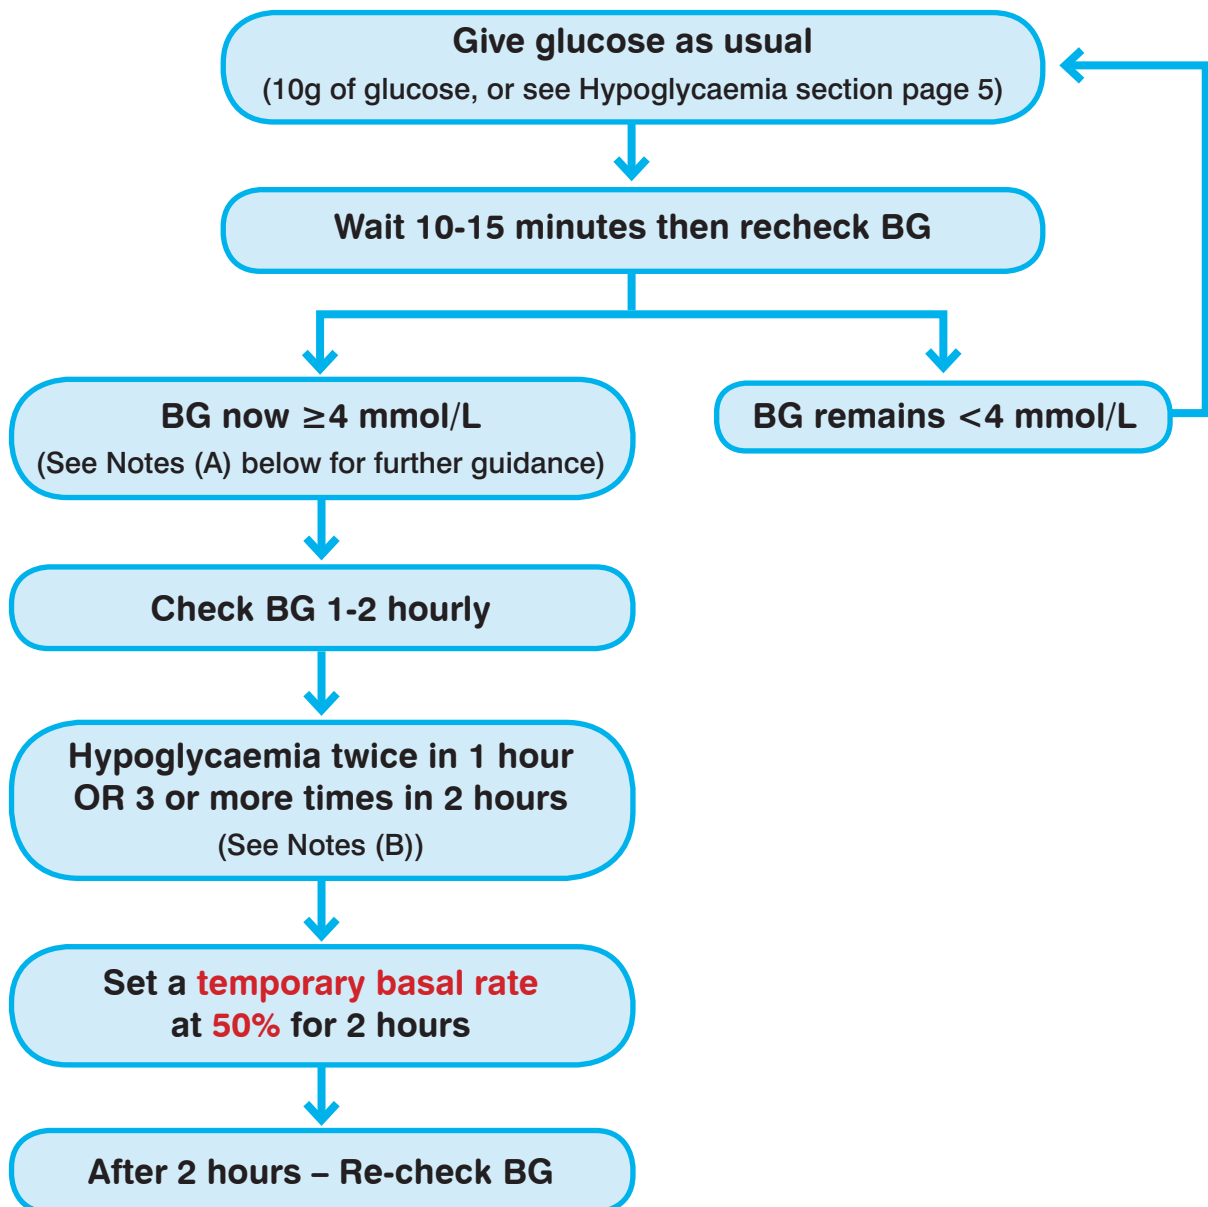 Give glucose as usual
(10g of glucose, or see Hypoglycaemia section page 5)
Wait 10-15 minutes then recheck BG
BG now ≥4 mmol/L
(See Notes (A) below for further guidance)
BG remains <4 mmol/L
Check BG 1-2 hourly
Hypoglycaemia twice in 1 hour
OR 3 or more times in 2 hours
(See Notes (B))
Set a temporary basal rate
at 50% for 2 hours
After 2 hours – Re-check BG